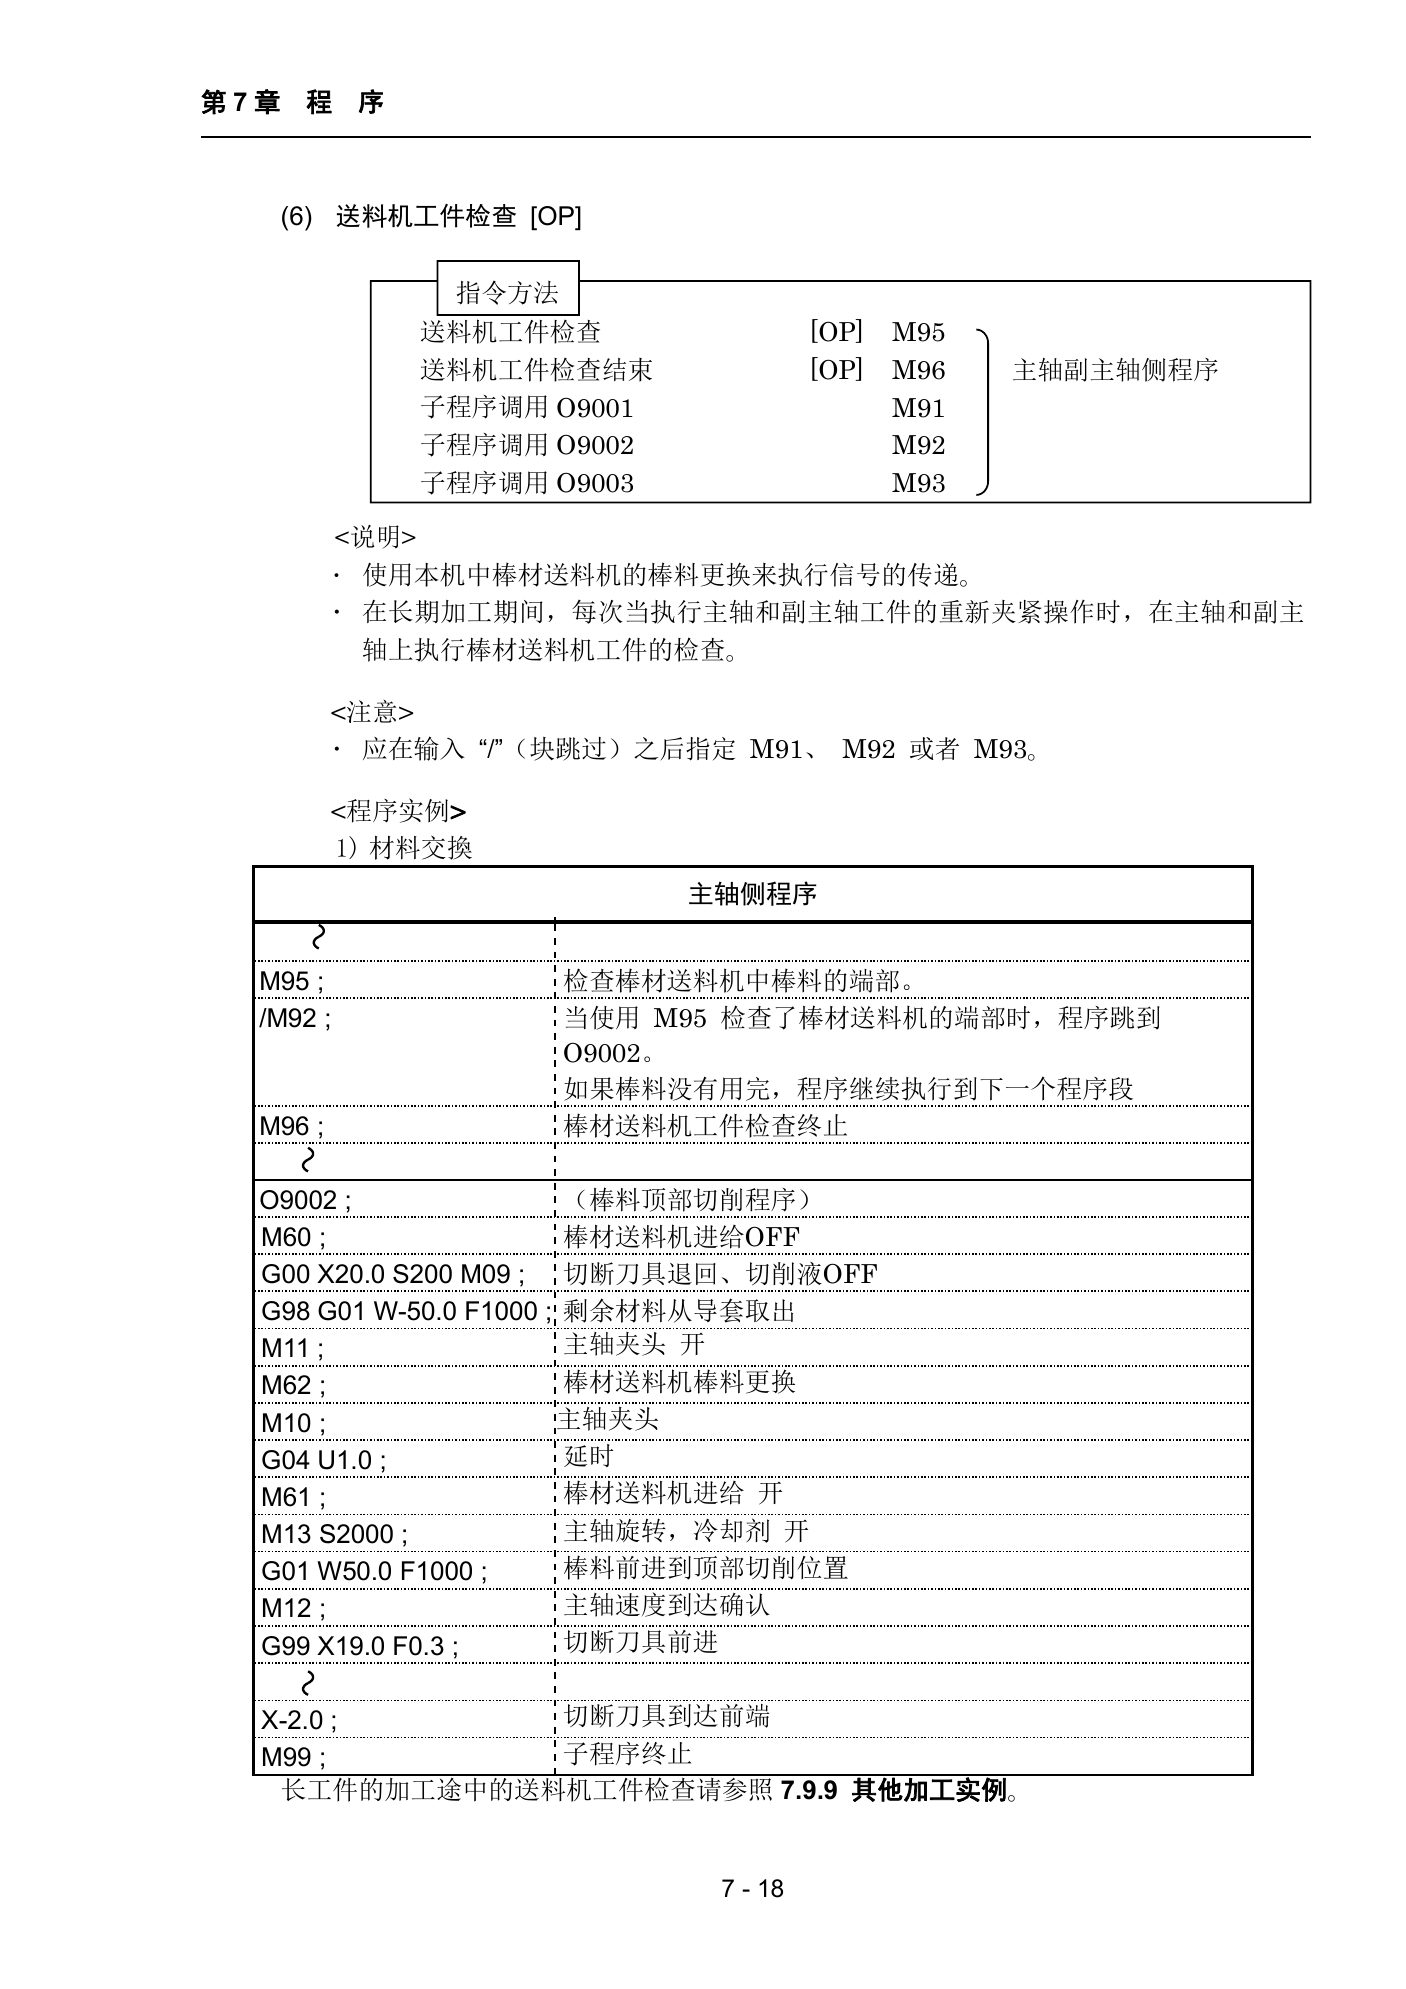 第 7 章　程　序
(6) 送料机工件检查 [OP]
指令方法
送料机工件检查 [OP] M95
送料机工件检查结束 [OP] M96 主轴副主轴侧程序
子程序调用 O9001 M91
子程序调用 O9002 M92
子程序调用 O9003 M93
<说明>
· 使用本机中棒材送料机的棒料更换来执行信号的传递。
· 在长期加工期间，每次当执行主轴和副主轴工件的重新夹紧操作时，在主轴和副主
轴上执行棒材送料机工件的检查。
<注意>
· 应在输入 “/”（块跳过）之后指定 M91、 M92 或者 M93。
<程序实例>
1) 材料交换
主轴侧程序
M95 ; 检查棒材送料机中棒料的端部。
/M92 ; 当使用 M95 检查了棒材送料机的端部时，程序跳到
O9002。
如果棒料没有用完，程序继续执行到下一个程序段
M96 ; 棒材送料机工件检查终止
O9002 ; （棒料顶部切削程序）
M60 ; 棒材送料机进给OFF
G00 X20.0 S200 M09 ; 切断刀具退回、切削液OFF
G98 G01 W-50.0 F1000 ; 剩余材料从导套取出
M11 ; 主轴夹头 开
M62 ; 棒材送料机棒料更换
M10 ; 主轴夹头
G04 U1.0 ; 延时
M61 ; 棒材送料机进给 开
M13 S2000 ; 主轴旋转，冷却剂 开
G01 W50.0 F1000 ; 棒料前进到顶部切削位置
M12 ; 主轴速度到达确认
G99 X19.0 F0.3 ; 切断刀具前进
X-2.0 ; 切断刀具到达前端
M99 ; 子程序终止
长工件的加工途中的送料机工件检查请参照 7.9.9 其他加工实例。
7 - 18